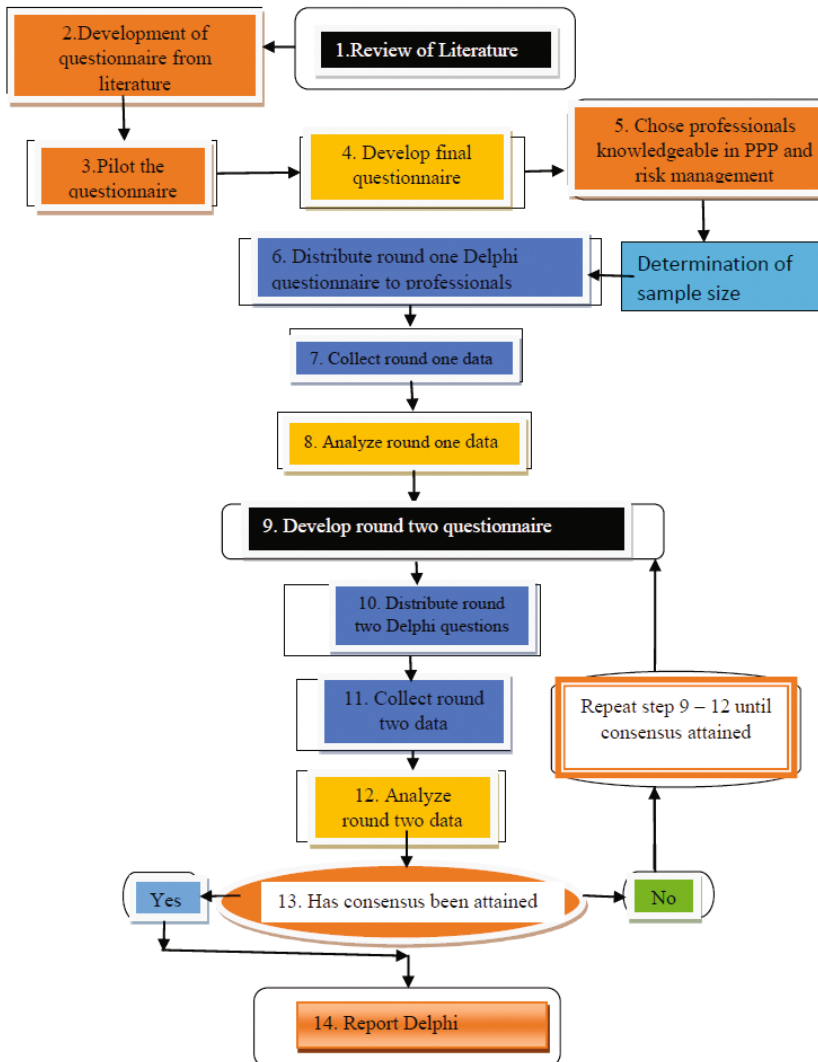 1.Review of Literature
2.Development of
questionnaire from
literature
3.Pilot the
questionnaire
4. Develop final
questionnaire
5. Chose professionals
knowledgeable in PPP and
risk management
Determination of
sample size
6. Distribute round one Delphi
questionnaire to professionals
7. Collect round one data
8. Analyze round one data
9. Develop round two questionnaire
10. Distribute round
two Delphi questions
11. Collect round
two data
12. Analyze
round two data
13. Has consensus been attained
Yes
No
Repeat step 9 – 12 until
consensus attained
14. Report Delphi